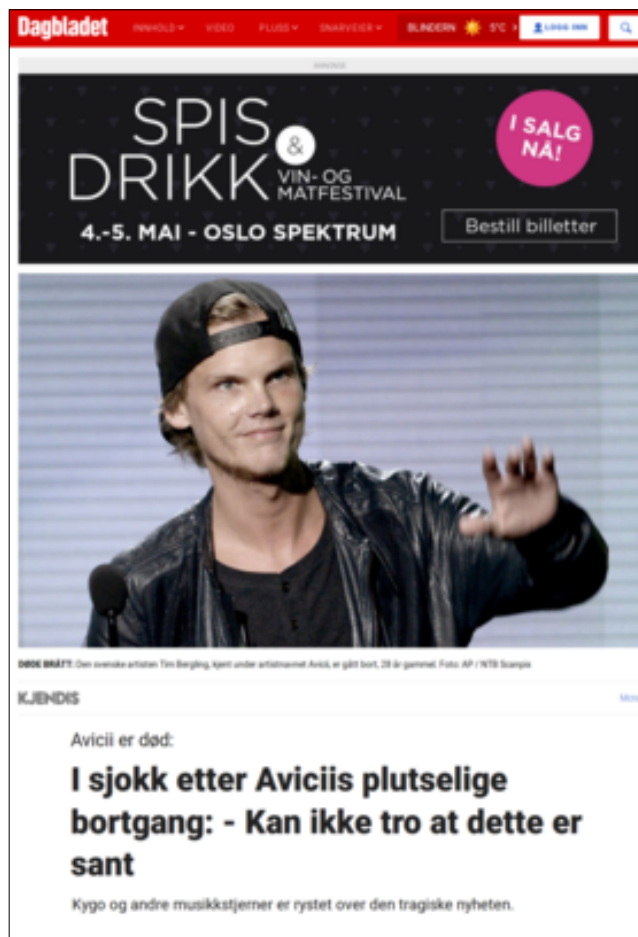 Dagbladet INNHOLD VIDEO PLUSS SNARVEIER BLINDERN 5°C LOGG INN
ANNONSE
SPIS
&
DRIKK
VIN- OG
MATFESTIVAL
I SALG
NÅ!
4.-5. MAI - OSLO SPEKTRUM
Bestill billetter
DØDE BRÅTT: Den svenske artisten Tim Bergling, kjent under artistnavnet Avicii, er gått bort, 28 år gammel. Foto: AP / NTB Scanpix
KJENDIS
Avicii er død:
I sjokk etter Aviciis plutselige
bortgang: - Kan ikke tro at dette er
sant
Kygo og andre musikkstjerner er rystet over den tragiske nyheten.